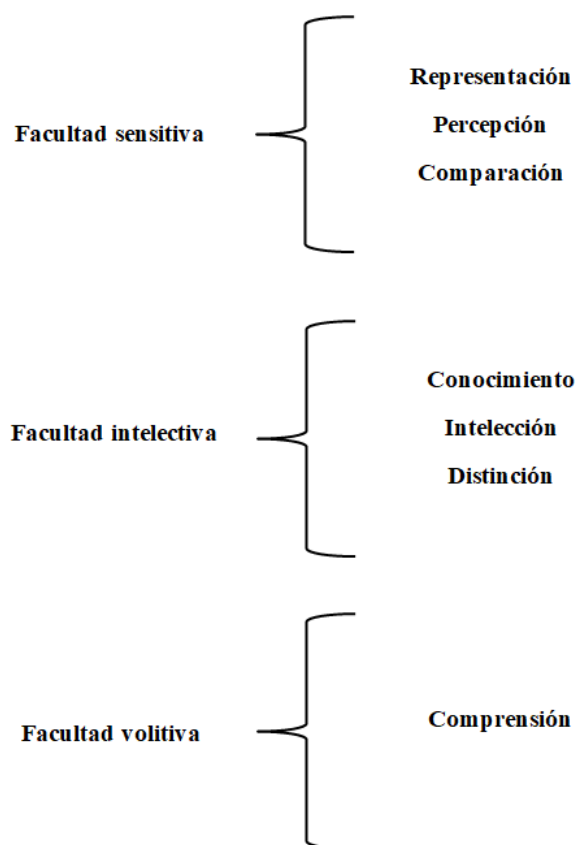 Facultad sensitiva
Representación
Percepción
Comparación
Facultad intelectiva
Conocimiento
Intelección
Distinción
Facultad volitiva
Comprensión